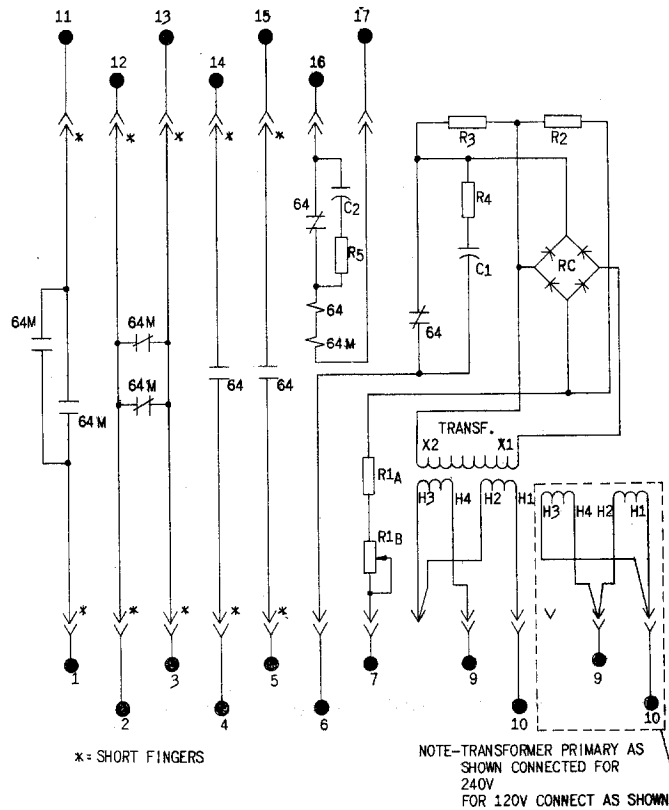 11 13 15 17
12 14 16
* * * * *
R3 R2
64 C2 R4
R5 C1 RC
64 64
64M 64M 64M
64M 64M 64 64
TRANSF.
X2 X1
R1A H3 H4 H2 H1 H3 H4 H2 H1
R1B
* * * * *
1 3 5 7 9 9
2 4 6 10 10
*= SHORT FINGERS
NOTE-TRANSFORMER PRIMARY AS
SHOWN CONNECTED FOR
240V
FOR 120V CONNECT AS SHOWN